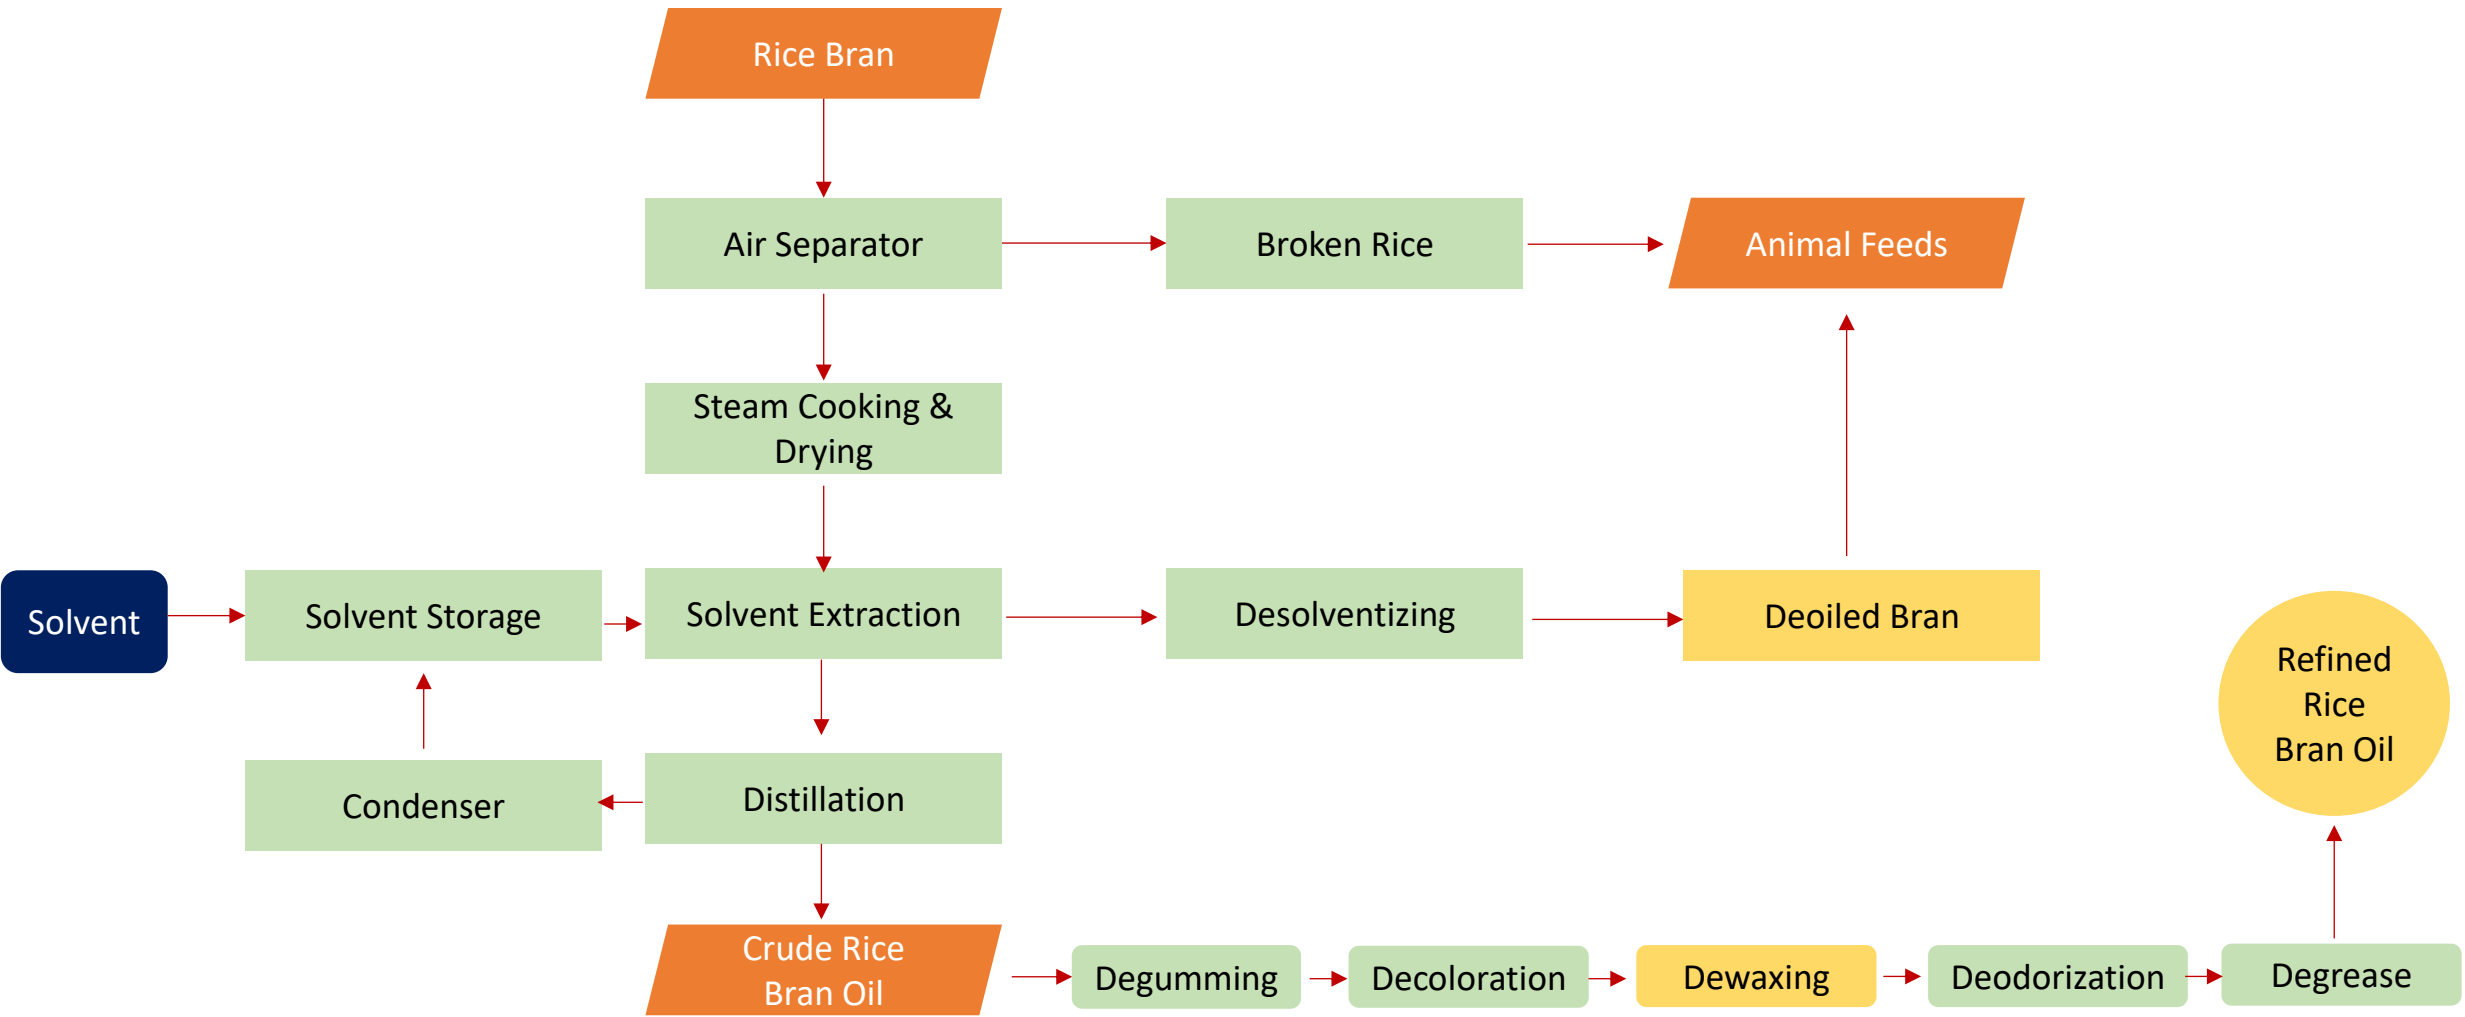 Rice Bran
Air Separator
Broken Rice
Animal Feeds
Steam Cooking &
Drying
Solvent
Solvent Storage
Solvent Extraction
Desolventizing
Deoiled Bran
Refined
Rice
Bran Oil
Condenser
Distillation
Crude Rice
Bran Oil
Degumming
Decoloration
Dewaxing
Deodorization
Degrease